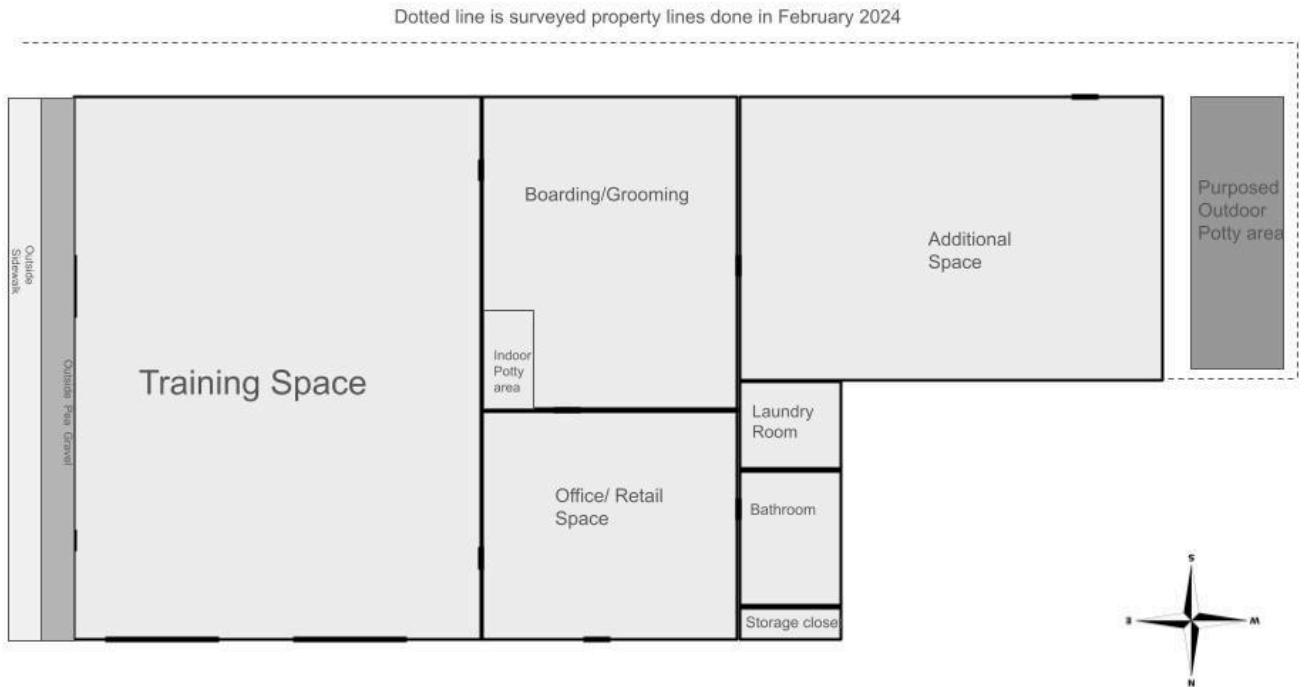 Dotted line is surveyed property lines done in February 2024
Outside
Sidewalk
Outside Pea Gravel
Training Space
Boarding/Grooming
Indoor
Potty
area
Office/ Retail
Space
Additional
Space
Laundry
Room
Bathroom
Storage close
Purposed
Outdoor
Potty area
S
E
W
N